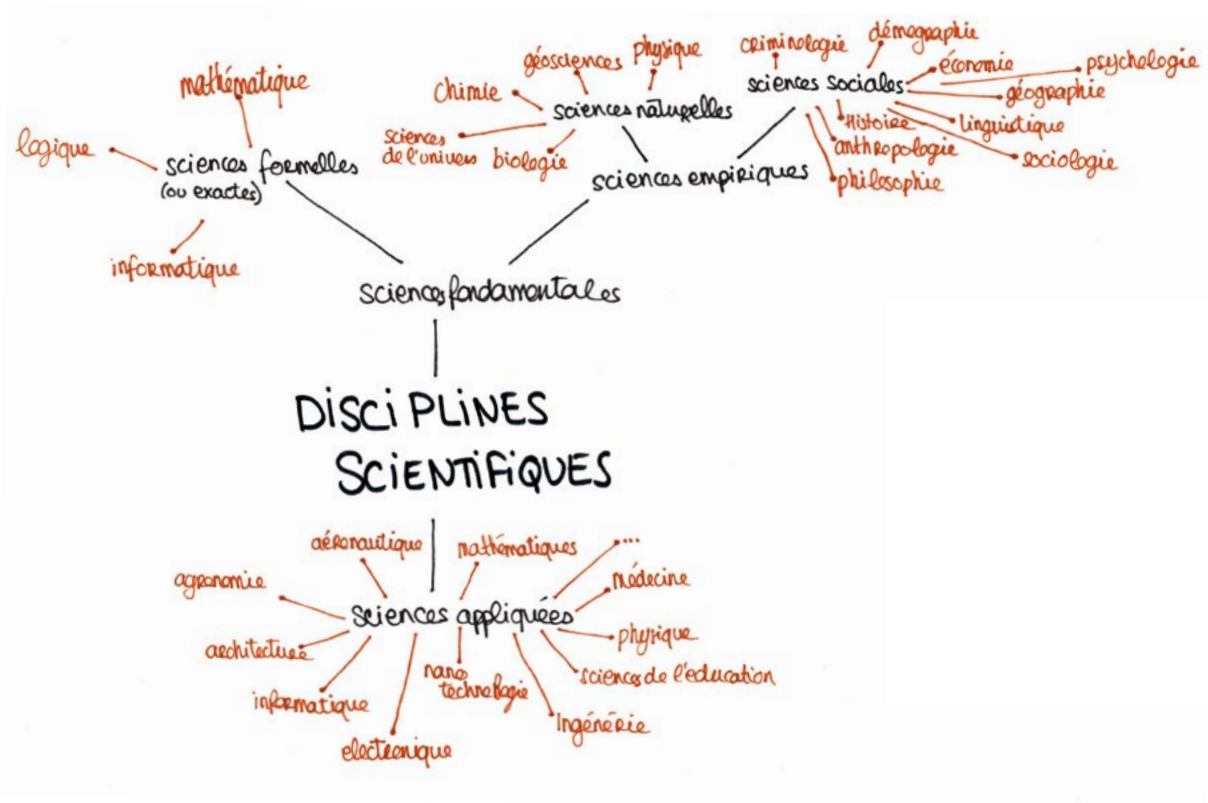 mathématique
logique
sciences formelles
(ou exactes)
informatique
chimie
géosciences
physique
sciences naturelles
sciences
de l'univers
biologie
criminologie
démographie
sciences sociales
économie
psychologie
géographie
Histoire
linguistique
anthropologie
sociologie
philosophie
sciences empiriques
sciences fondamentales
DISCIPLINES
SCIENTIFIQUES
aéronautique
mathématiques
...
agronomie
médecine
sciences appliquées
architecture
physique
nano
technologie
sciences de l'education
informatique
Ingénérie
electronique